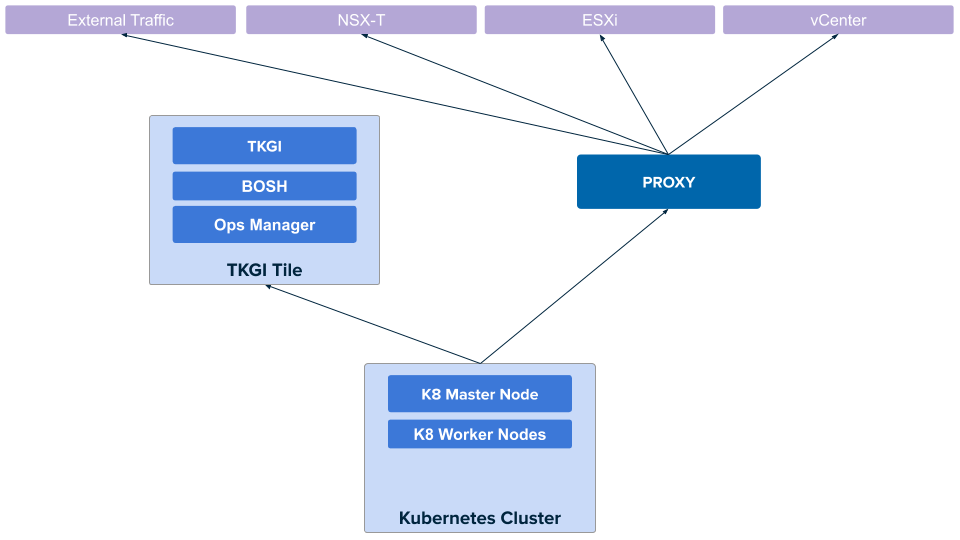 External Traffic
NSX-T
ESXi
vCenter
TKGI
BOSH
Ops Manager
TKGI Tile
PROXY
K8 Master Node
K8 Worker Nodes
Kubernetes Cluster